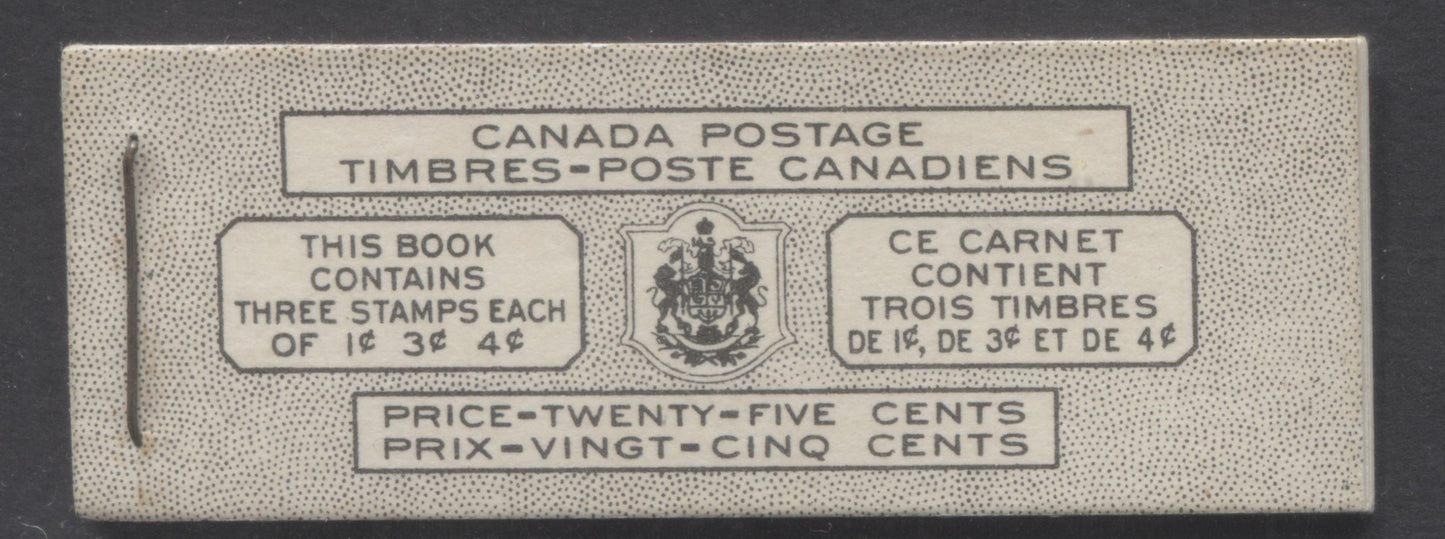 CANADA POSTAGE
TIMBRES-POSTE CANADIENS
THIS BOOK
CONTAINS
THREE STAMPS EACH
OF 1¢ 3¢ 4¢
CE CARNET
CONTIENT
TROIS TIMBRES
DE 1¢, DE 3¢ ET DE 4¢
PRICE-TWENTY-FIVE CENTS
PRIX-VINGT-CINQ CENTS